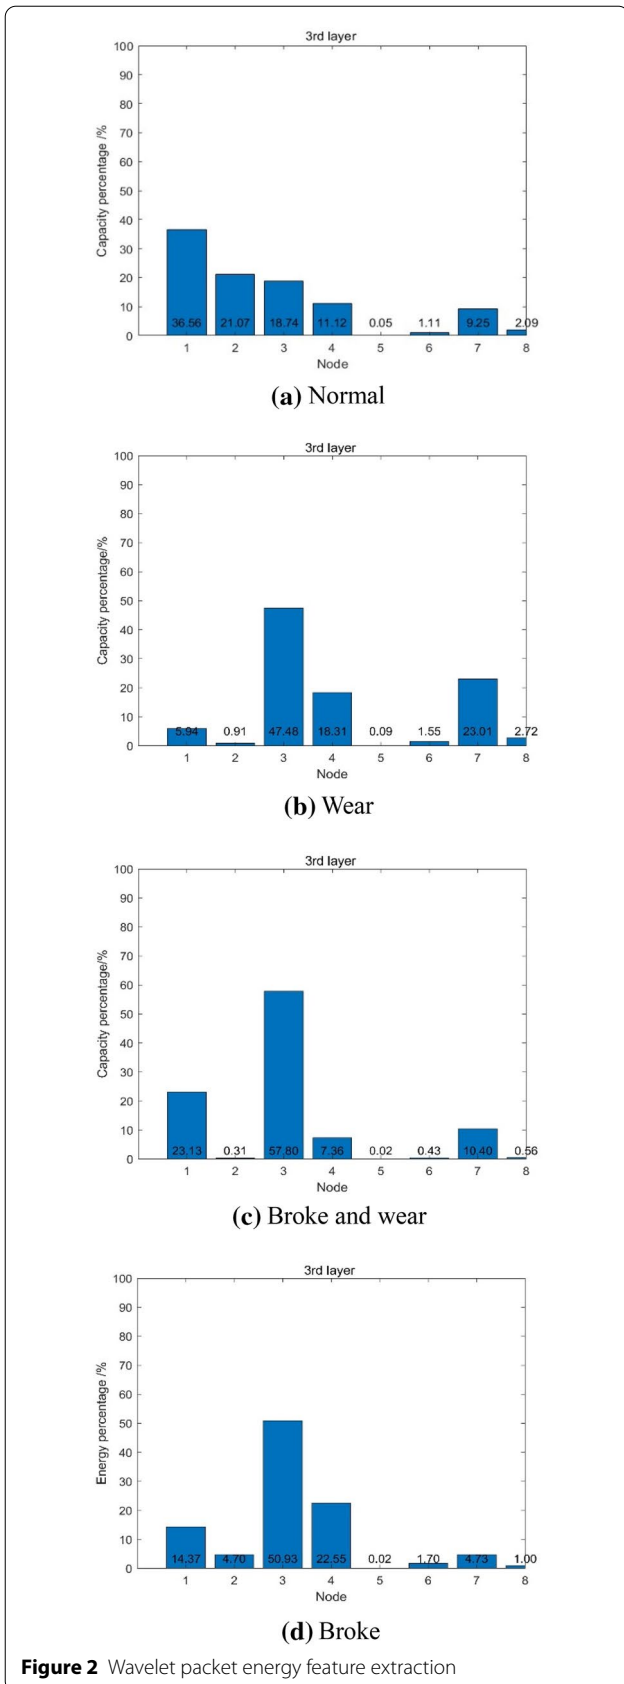 3rd layer
100
90
80
70
60
50
40
30
20
10
0
Capacity percentage /%
36.56 21.07 18.74 11.12 0.05 1.11 9.25 2.09
1 2 3 4 5 6 7 8
Node
(a) Normal
3rd layer
100
90
80
70
60
50
40
30
20
10
0
Capacity percentage/%
5.94 0.91 47.48 18.31 0.09 1.55 23.01 2.72
1 2 3 4 5 6 7 8
Node
(b) Wear
3rd layer
100
90
80
70
60
50
40
30
20
10
0
Capacity percentage/%
23.13 0.31 57.80 7.36 0.02 0.43 10.40 0.56
1 2 3 4 5 6 7 8
Node
(c) Broke and wear
3rd layer
100
90
80
70
60
50
40
30
20
10
0
Energy percentage /%
14.37 4.70 50.93 22.55 0.02 1.70 4.73 1.00
1 2 3 4 5 6 7 8
Node
(d) Broke
Figure 2 Wavelet packet energy feature extraction